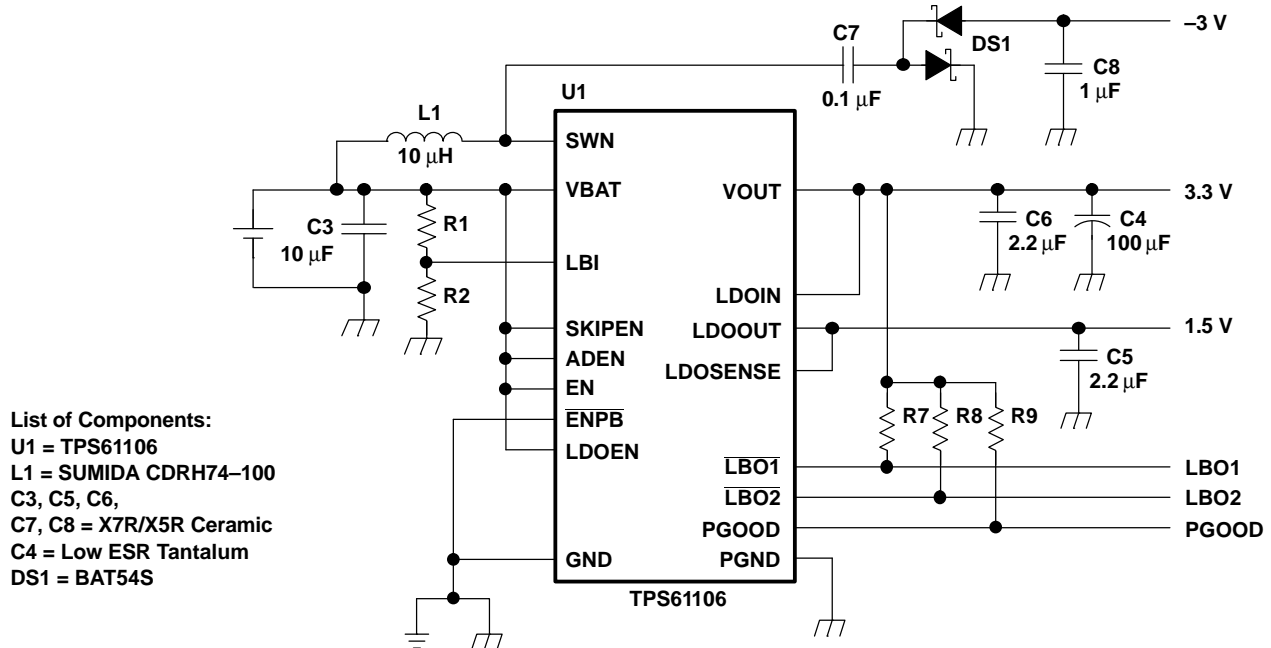 C7
DS1
–3 V
0.1 µF
C8
1 µF
U1
L1
10 µH
SWN
VBAT
VOUT
3.3 V
C3
10 µF
R1
C6
2.2 µF
C4
100 µF
LBI
R2
LDOIN
SKIPEN
LDOOUT
1.5 V
ADEN
LDOSENSE
C5
2.2 µF
EN
ENPB
R7
R8
R9
LDOEN
List of Components:
U1 = TPS61106
L1 = SUMIDA CDRH74–100
C3, C5, C6,
C7, C8 = X7R/X5R Ceramic
C4 = Low ESR Tantalum
DS1 = BAT54S
LBO1
LBO1
LBO2
LBO2
PGOOD
PGOOD
GND
PGND
TPS61106